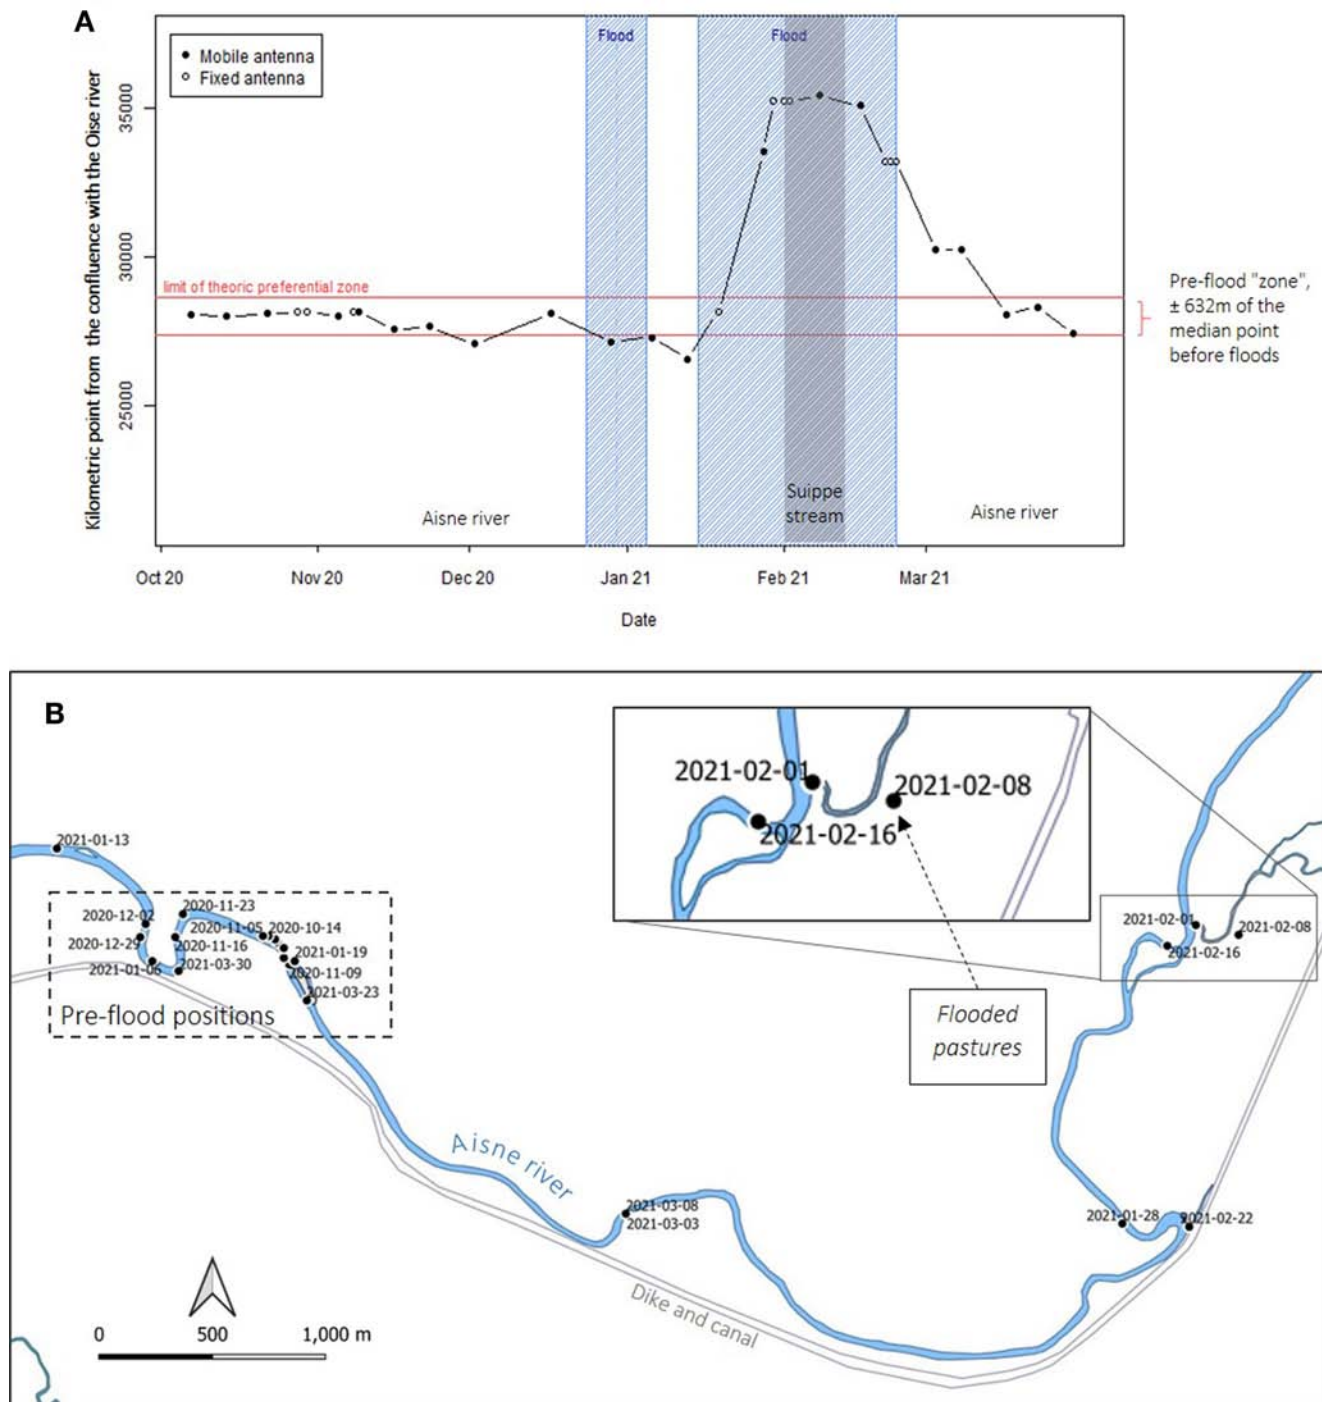 A
Mobile antenna
Fixed antenna
Flood
Flood
Kilometric point from the confluence with the Oise river
35000
30000
25000
limit of theoric preferential zone
Pre-flood "zone",
± 632m of the
median point
before floods
Aisne river
Suippe
stream
Aisne river
Oct 20
Nov 20
Dec 20
Jan 21
Feb 21
Mar 21
Date
B
2021-02-01
2021-02-08
2021-02-16
2021-01-13
2020-11-23
2020-12-02
2020-11-05
2020-10-14
2020-12-29
2020-11-16
2021-01-19
2021-01-06
2021-03-30
2020-11-09
2021-03-23
Pre-flood positions
2021-02-01
2021-02-08
2021-02-16
Flooded
pastures
Aisne river
2021-03-08
2021-03-03
2021-01-28
2021-02-22
Dike and canal
0
500
1,000 m